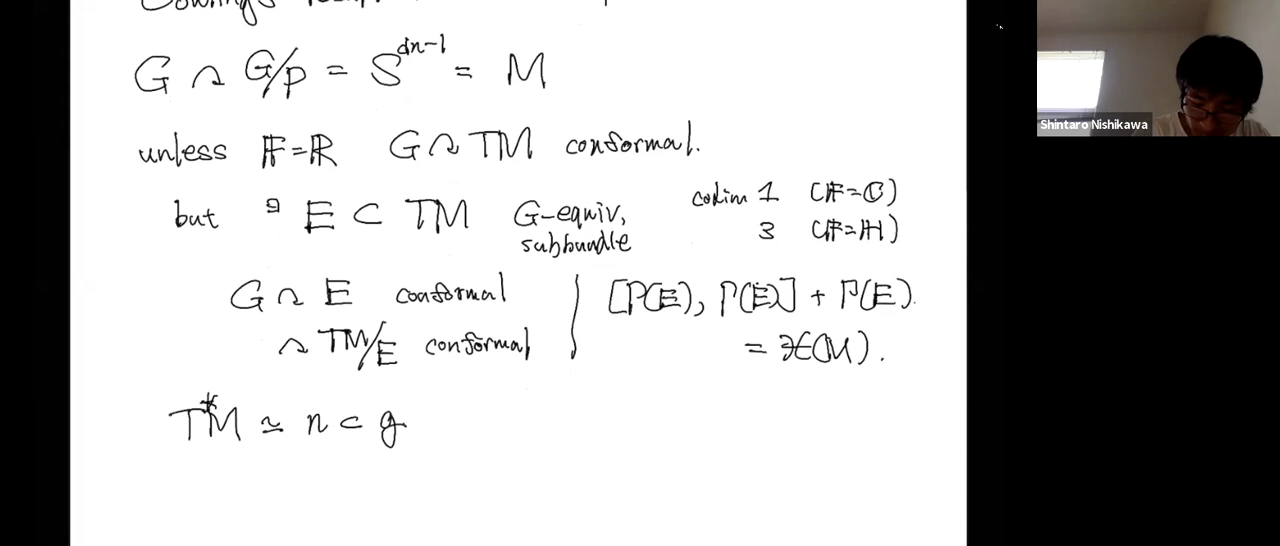 G ↷ G/P = S^{dn-1} = M
unless 𝔽=ℝ G ↷ TM conformal.
but ∃ E ⊂ TM G-equiv, subbundle codim 1 (𝔽=ℂ)
3 (𝔽=ℍ)
G ↷ E conformal [Γ(E), Γ(E)] + Γ(E)
↷ TM/E conformal = 𝒳(M).
T*M ≃ n ⊂ g
Shintaro Nishikawa